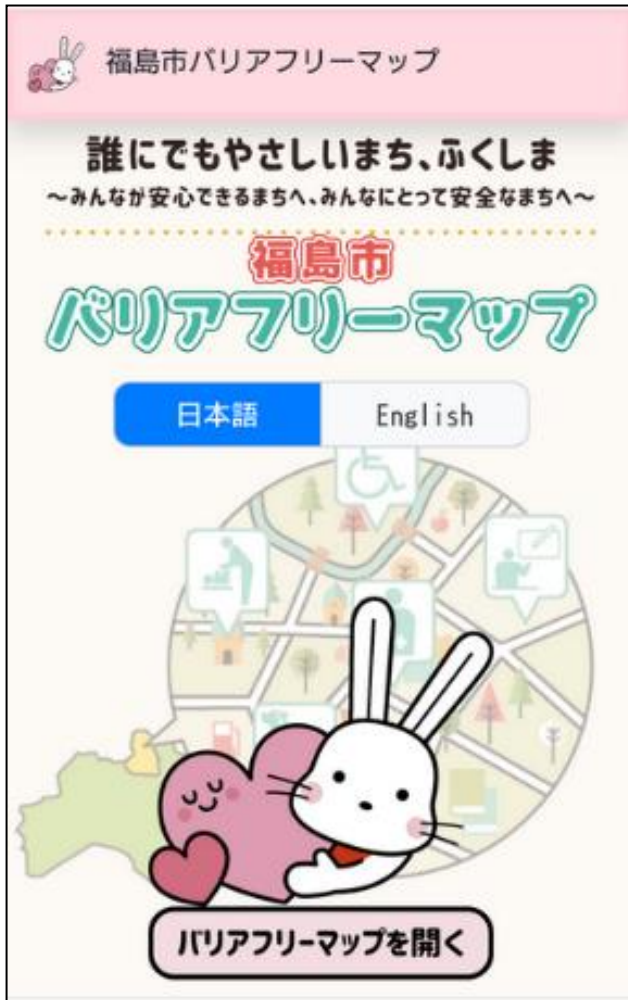 福島市バリアフリーマップ
誰にでもやさしいまち、ふくしま
～みんなが安心できるまちへ、みんなにとって安全なまちへ～
福島市
バリアフリーマップ
日本語 English
バリアフリーマップを開く